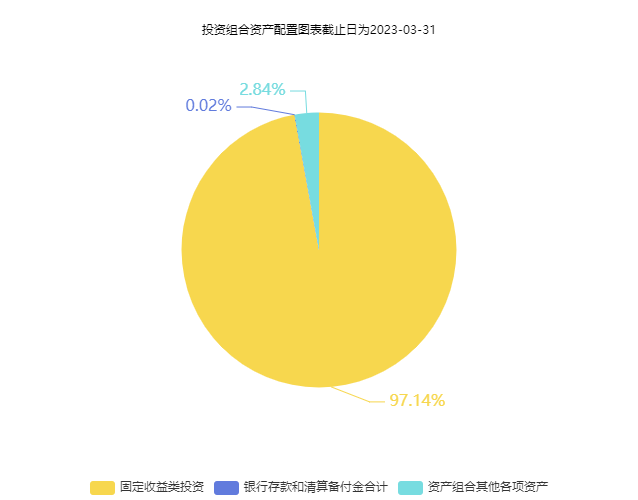 投资组合资产配置图表截止日为2023-03-31
2.84%
0.02%
97.14%
固定收益类投资
银行存款和清算备付金合计
资产组合其他各项资产